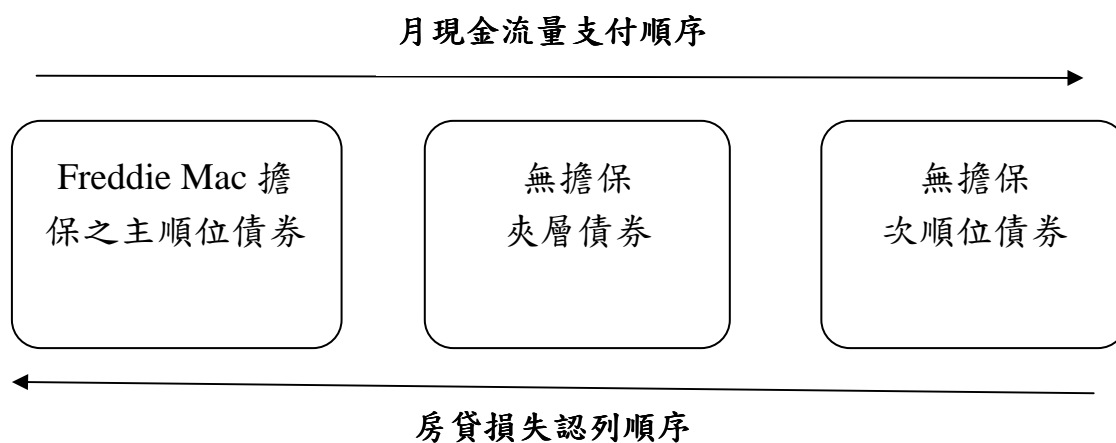 月現金流量支付順序
Freddie Mac 擔
保之主順位債券
無擔保
夾層債券
無擔保
次順位債券
房貸損失認列順序